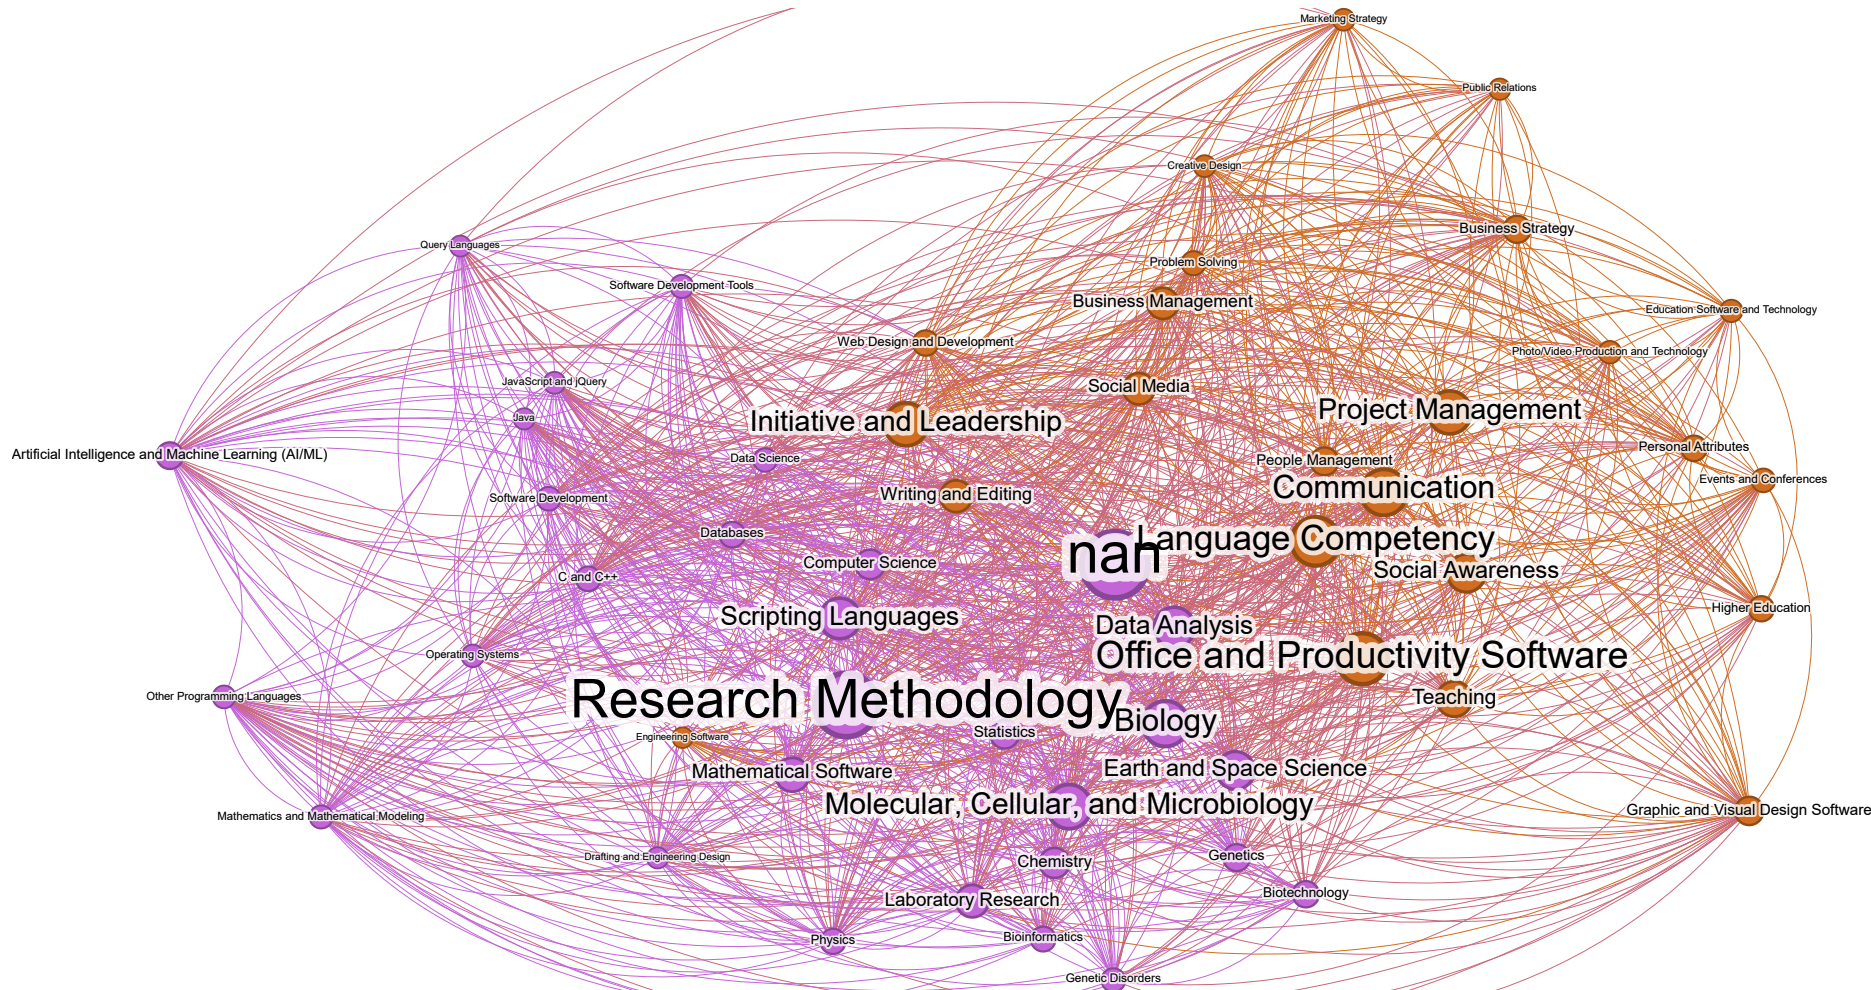 Marketing Strategy
Public Relations
Creative Design
Business Strategy
Query Languages
Problem Solving
Software Development Tools
Business Management
Education Software and Technology
Web Design and Development
Photo/Video Production and Technology
JavaScript and jQuery
Social Media
Project Management
Java
Initiative and Leadership
Personal Attributes
Artificial Intelligence and Machine Learning (AI/ML)
Data Science
People Management
Events and Conferences
Communication
Software Development
Writing and Editing
Databases
Language Competency
nan
Computer Science
Social Awareness
C and C++
Higher Education
Scripting Languages
Data Analysis
Operating Systems
Office and Productivity Software
Other Programming Languages
Research Methodology
Teaching
Biology
Statistics
Engineering Software
Mathematical Software
Earth and Space Science
Molecular, Cellular, and Microbiology
Graphic and Visual Design Software
Mathematics and Mathematical Modeling
Drafting and Engineering Design
Chemistry
Genetics
Biotechnology
Laboratory Research
Physics
Bioinformatics
Genetic Disorders